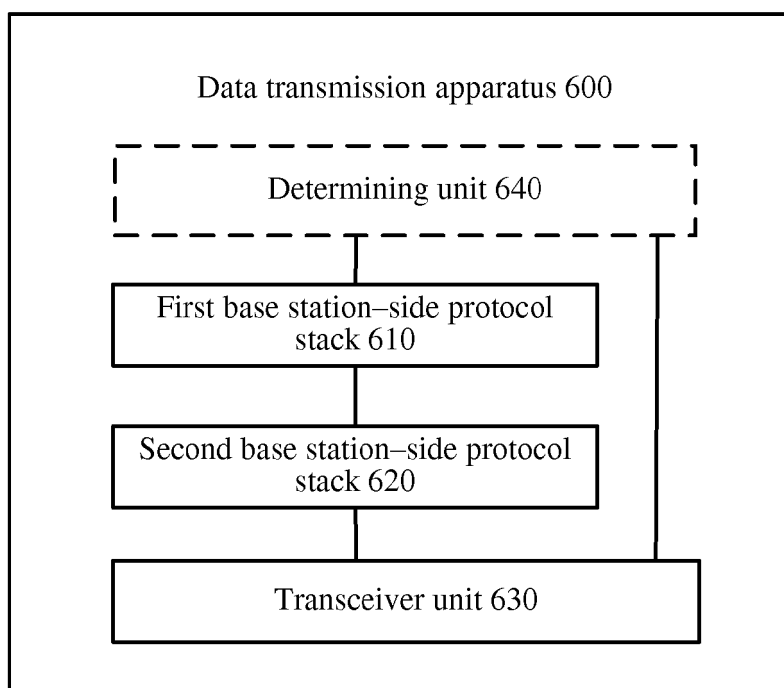 Data transmission apparatus 600
Determining unit 640
First base station–side protocol
stack 610
Second base station–side protocol
stack 620
Transceiver unit 630